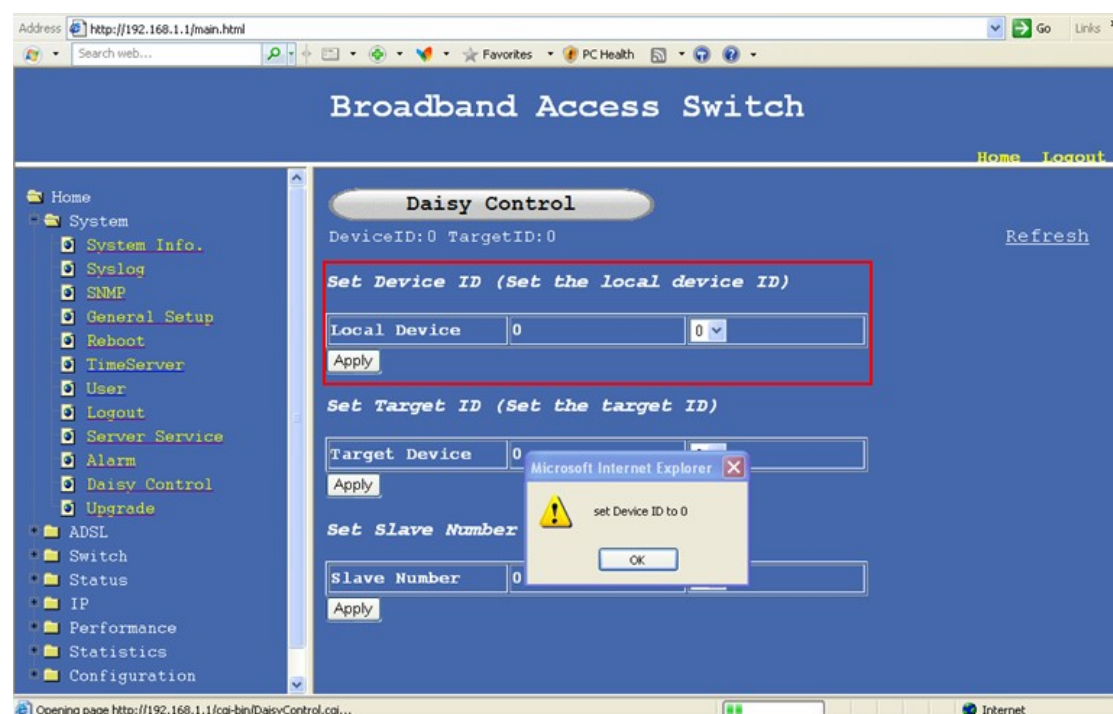 Address http://192.168.1.1/main.html Go Links
Search web... Favorites PC Health
Broadband Access Switch
Home Logout
Home
System
System Info.
Syslog
SNMP
General Setup
Reboot
TimeServer
User
Logout
Server Service
Alarm
Daisy Control
Upgrade
ADSL
Switch
Status
IP
Performance
Statistics
Configuration
Daisy Control
DeviceID:0 TargetID:0
Refresh
Set Device ID (Set the local device ID)
Local Device 0 0
Apply
Set Target ID (Set the target ID)
Target Device 0
Apply
Set Slave Number
Slave Number 0
Apply
Microsoft Internet Explorer
set Device ID to 0
OK
Opening page http://192.168.1.1/cgi-bin/DaisyControl.cgi... Internet